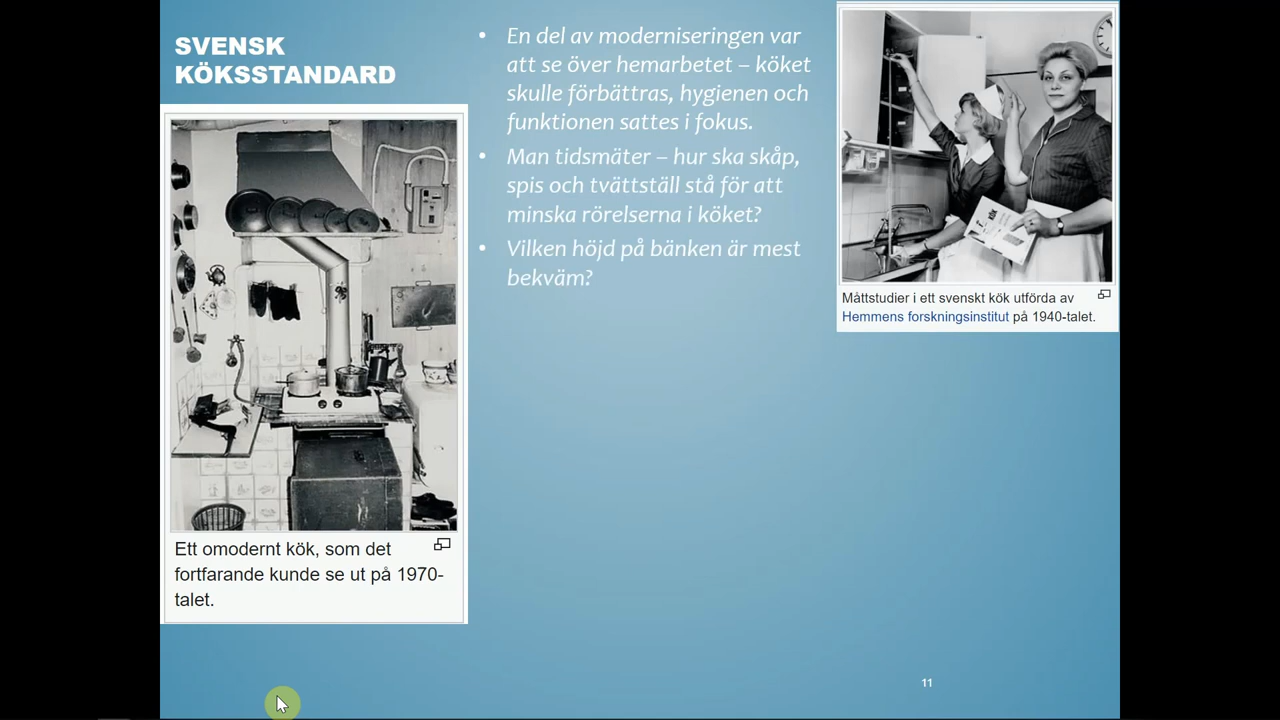 SVENSK
KÖKSSTANDARD
• En del av moderniseringen var
att se över hemarbetet – köket
skulle förbättras, hygienen och
funktionen sattes i fokus.
• Man tidsmäter – hur ska skåp,
spis och tvättställ stå för att
minska rörelserna i köket?
• Vilken höjd på bänken är mest
bekväm?
Måttstudier i ett svenskt kök utförda av
Hemmens forskningsinstitut på 1940-talet.
Ett omodernt kök, som det
fortfarande kunde se ut på 1970-
talet.
11